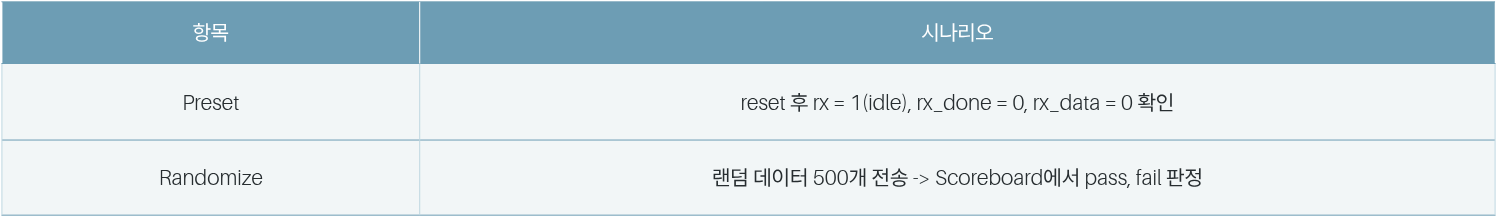 항목 시나리오
Preset reset 후 rx = 1(idle), rx_done = 0, rx_data = 0 확인
Randomize 랜덤 데이터 500개 전송 -> Scoreboard에서 pass, fail 판정